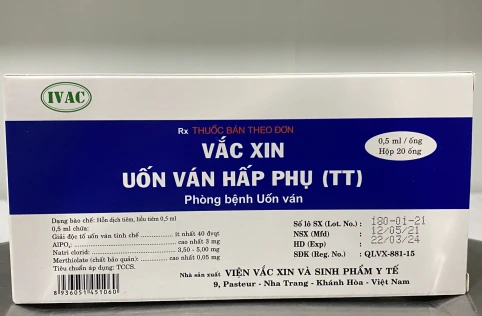 IVAC
Rx THUỐC BÁN THEO ĐƠN
0,5 ml / ống
Hộp 20 ống
VẮC XIN
UỐN VÁN HẤP PHỤ (TT)
Phòng bệnh Uốn ván
Dạng bào chế: Hỗn dịch tiêm, liều tiêm 0,5 ml
0,5 ml chứa:
Giải độc tố uốn ván tinh chế ít nhất 40 đvqt
AlPO4 cao nhất 3 mg
Natri clorid: 3,50 - 5,00 mg
Merthiolate (chất bảo quản): cao nhất 0,05 mg
Tiêu chuẩn áp dụng: TCCS.
Số lô SX (Lot. No.) : 180-01-21
NSX (Mfd) : 12/05/21
HD (Exp) : 22/03/24
SDK (Reg. No.) : QLVX-881-15
8936051451060
Nhà sản xuất VIỆN VẮC XIN VÀ SINH PHẨM Y TẾ
9, Pasteur - Nha Trang - Khánh Hòa - Việt Nam